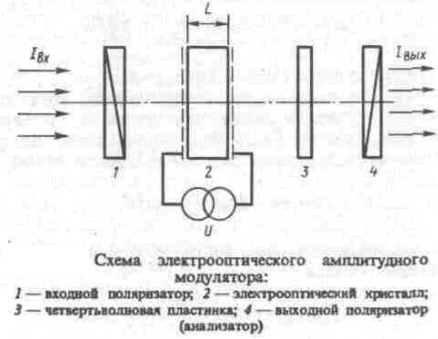 L
I вх
I вых
1
2
3
4
U
Схема электрооптического амплитудного
модулятора:
1 — входной поляризатор; 2 — электрооптический кристалл;
3 — четвертьволновая пластинка; 4 — выходной поляризатор
(анализатор)